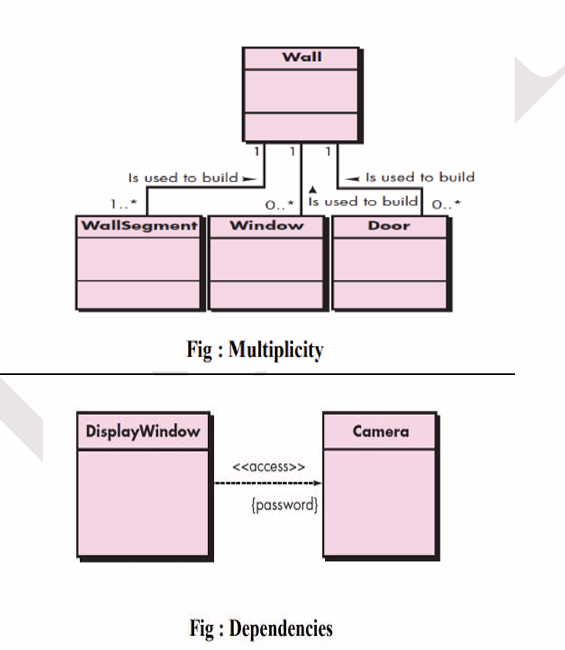 Wall
1 1 1
Is used to build Is used to build
1..* 0..* Is used to build 0..*
WallSegment Window Door
Fig : Multiplicity
DisplayWindow Camera
<<access>>
{password}
Fig : Dependencies